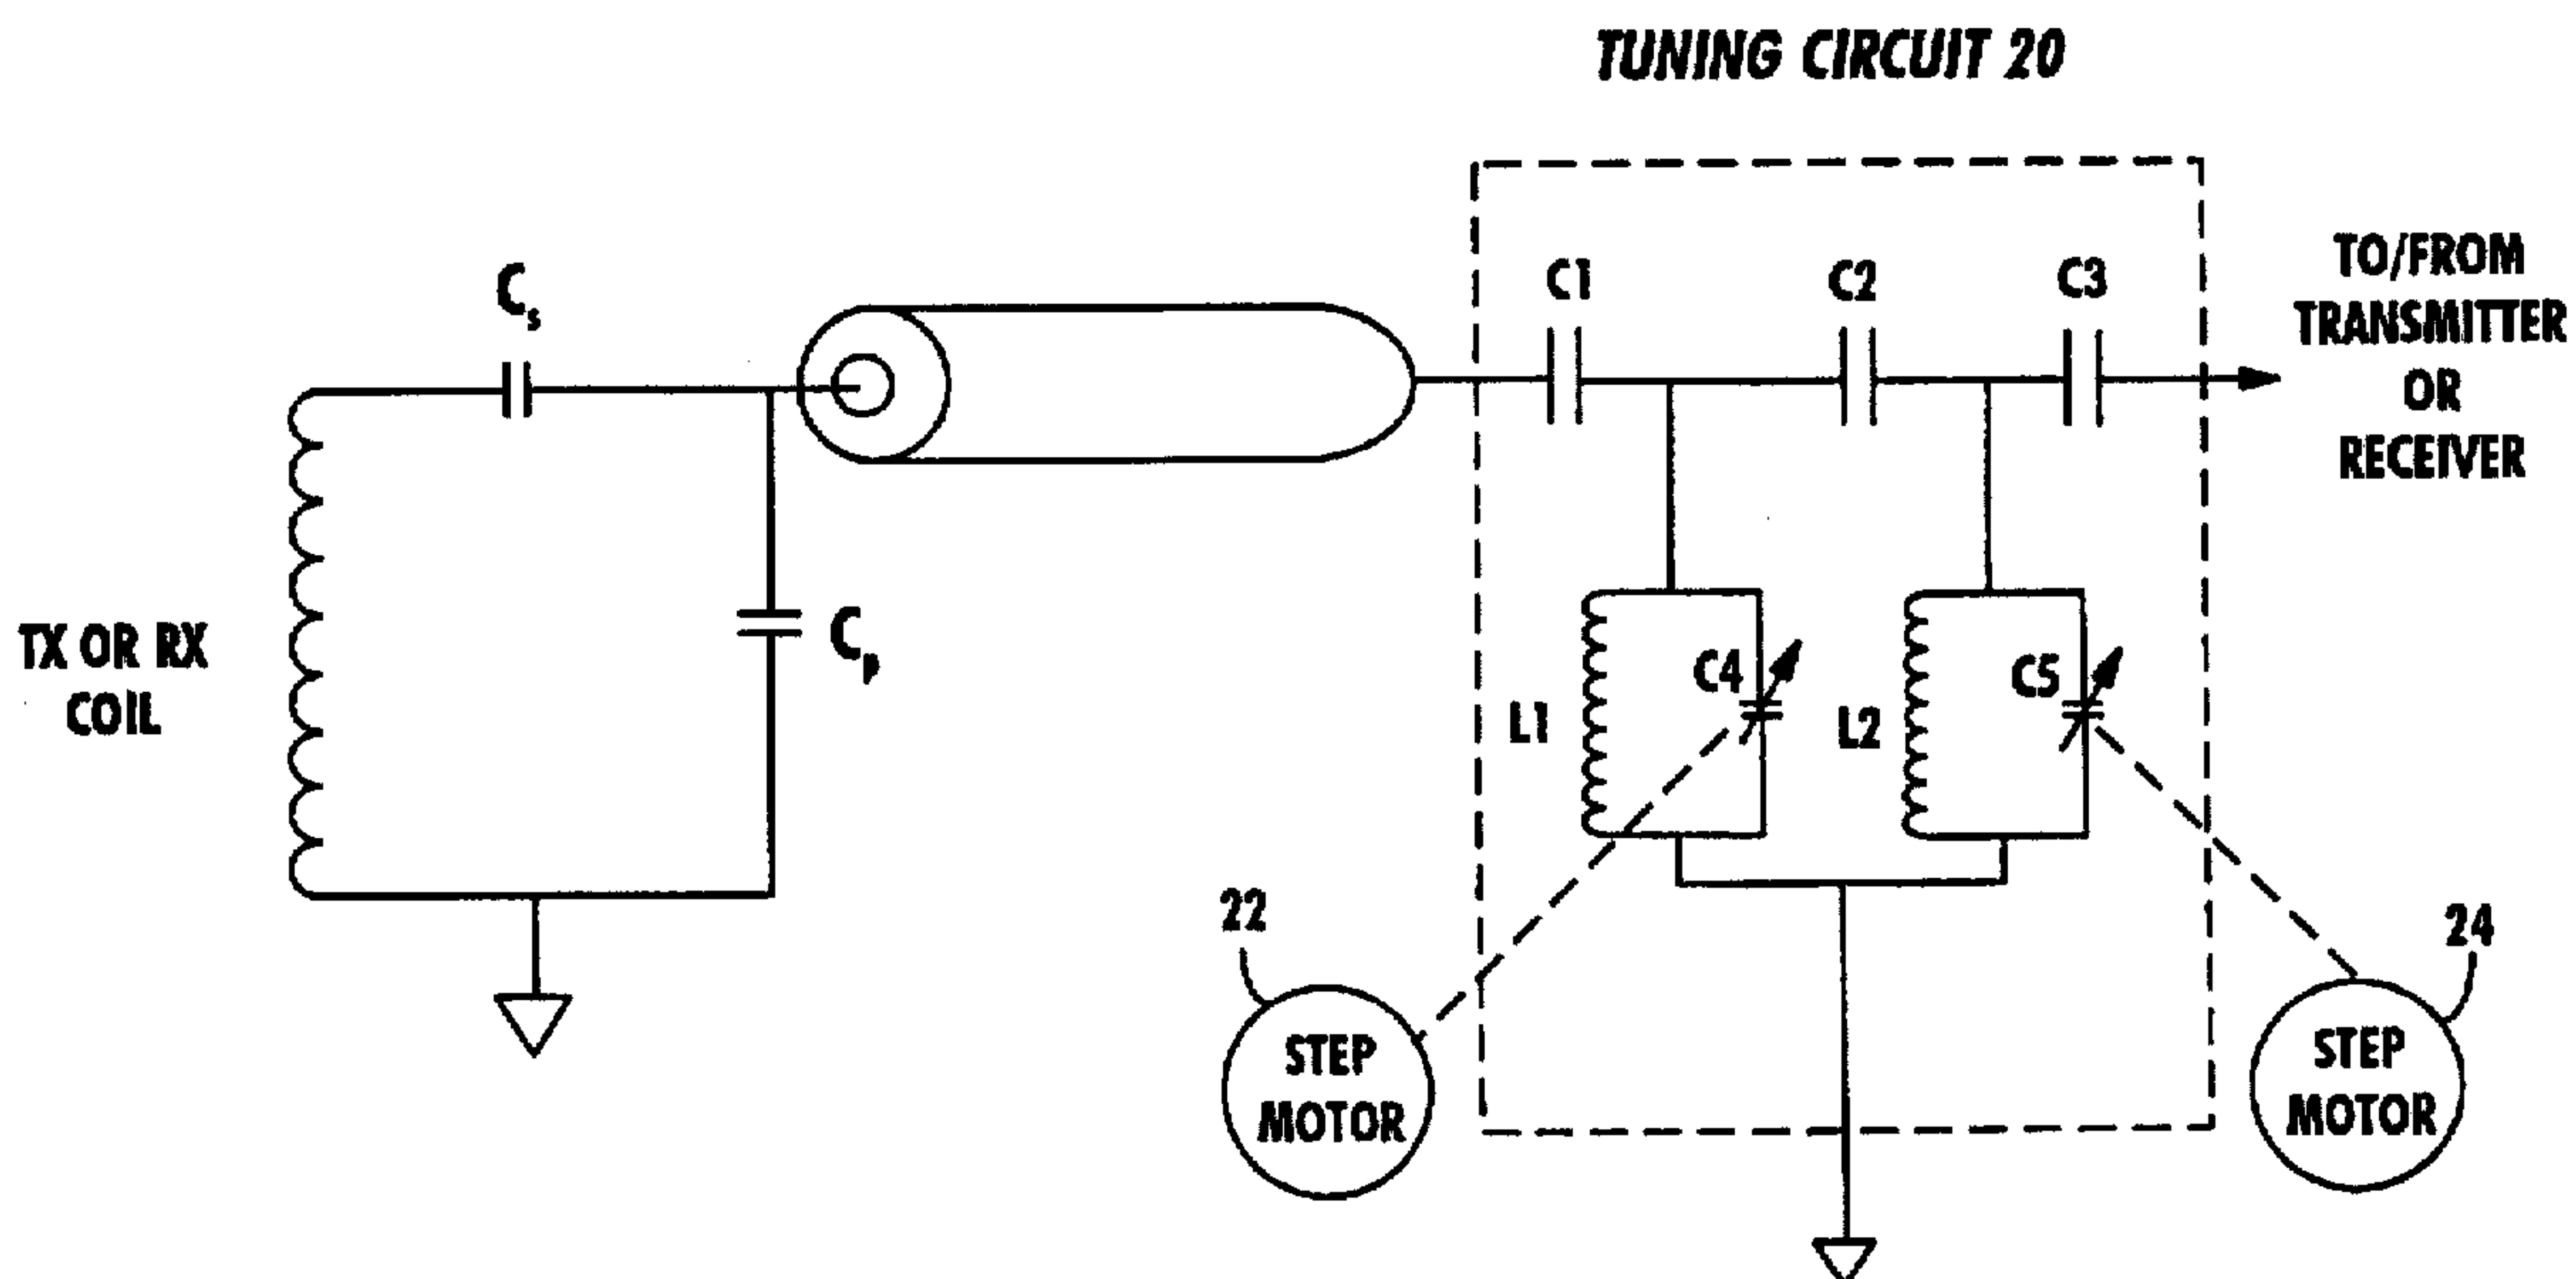 TUNING CIRCUIT 20
C1
C2
C3
TO/FROM
TRANSMITTER
OR
RECEIVER
Cs
Cp
TX OR RX
COIL
L1
C4
L2
C5
22
STEP
MOTOR
24
STEP
MOTOR